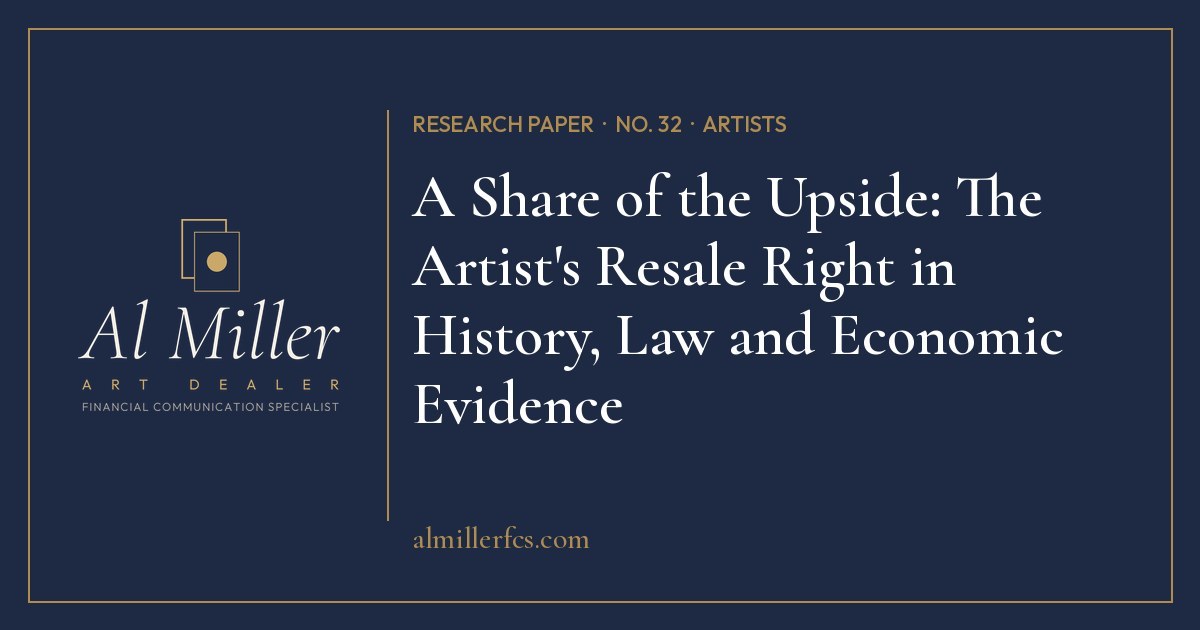 Al Miller
ART DEALER
FINANCIAL COMMUNICATION SPECIALIST
RESEARCH PAPER · NO. 32 · ARTISTS
A Share of the Upside: The
Artist's Resale Right in
History, Law and Economic
Evidence
almillerfcs.com